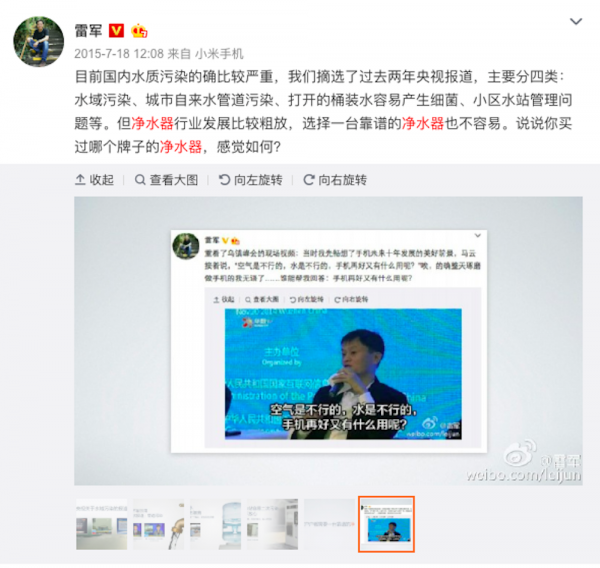 雷军
2015-7-18 12:08 来自 小米手机
目前国内水质污染的确比较严重，我们摘选了过去两年央视报道，主要分四类：
水域污染、城市自来水管道污染、打开的桶装水容易产生细菌、小区水站管理问
题等。但净水器行业发展比较粗放，选择一台靠谱的净水器也不容易。说说你买
过哪个牌子的净水器，感觉如何？
收起 查看大图 向左旋转 向右旋转
雷军
重看了乌镇峰会的现场视频：当时我先畅想了手机未来十年发展的美好前景，马云
接着说，“空气是不行的，水是不行的，手机再好又有什么用呢？”唉，的确整天琢磨
做手机的我无语了……谁能帮我回答：手机再好又有什么用呢？
收起 查看大图 向左旋转 向右旋转
主办单位
Organized by
空气是不行的，水是不行的，
手机再好又有什么用呢？
@雷军
weibo.com/leijun
@雷军
weibo.com/leijun